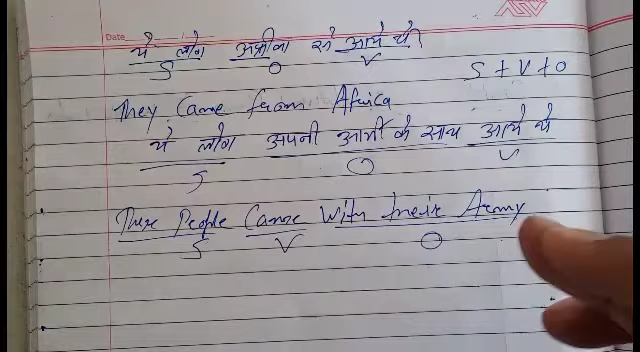 Date
ये लोग अफ्रीका से आये थे।
S O V
S + V + O
They Came from Africa
ये लोग अपनी आर्मी के साथ आये थे
S O V
These People Came With their Army
S V O